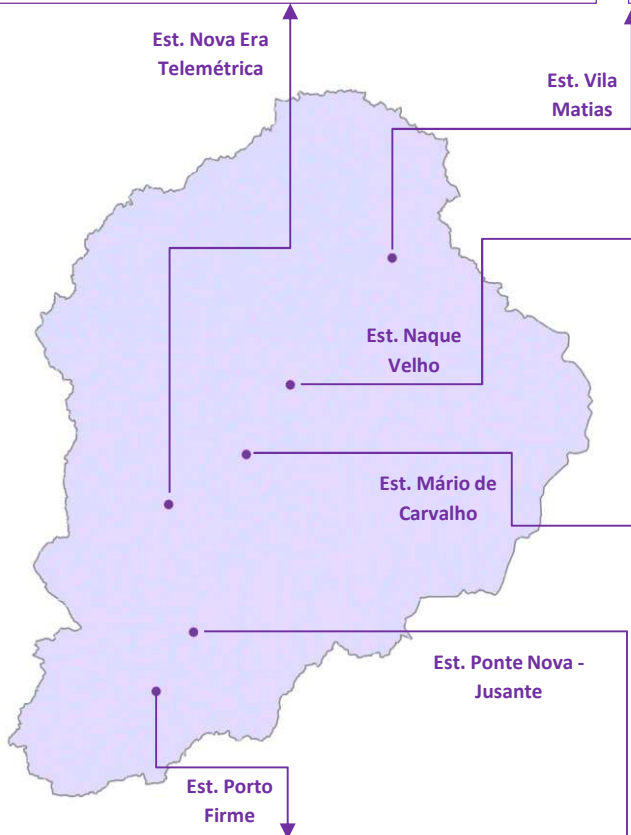 Est. Nova Era
Telemétrica
Est. Vila
Matias
Est. Naque
Velho
Est. Mário de
Carvalho
Est. Ponte Nova -
Jusante
Est. Porto
Firme